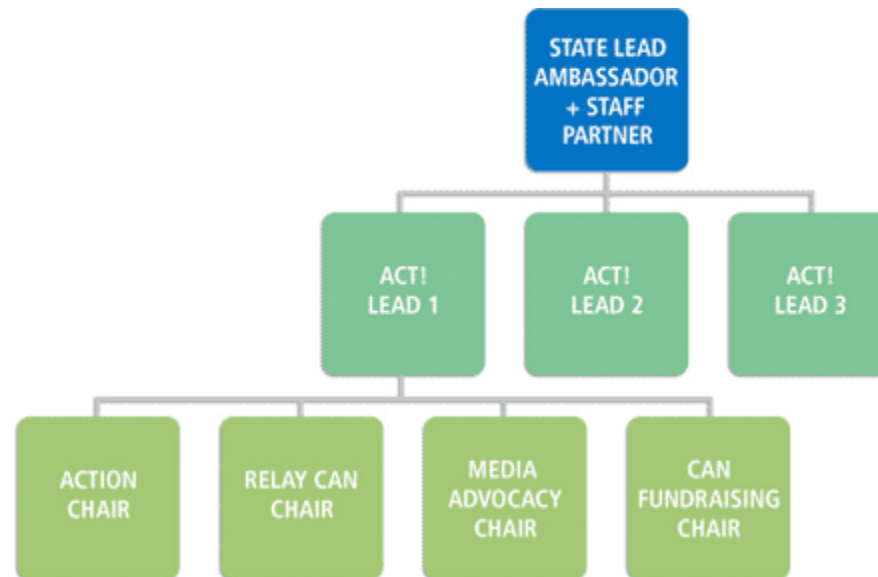 STATE LEAD
AMBASSADOR
+ STAFF
PARTNER
ACT!
LEAD 1
ACT!
LEAD 2
ACT!
LEAD 3
ACTION
CHAIR
RELAY CAN
CHAIR
MEDIA
ADVOCACY
CHAIR
CAN
FUNDRAISING
CHAIR